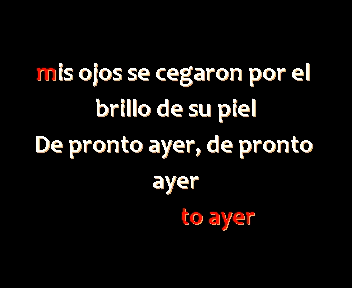 mis ojos se cegaron por el
brillo de su piel
De pronto ayer, de pronto
ayer
to ayer